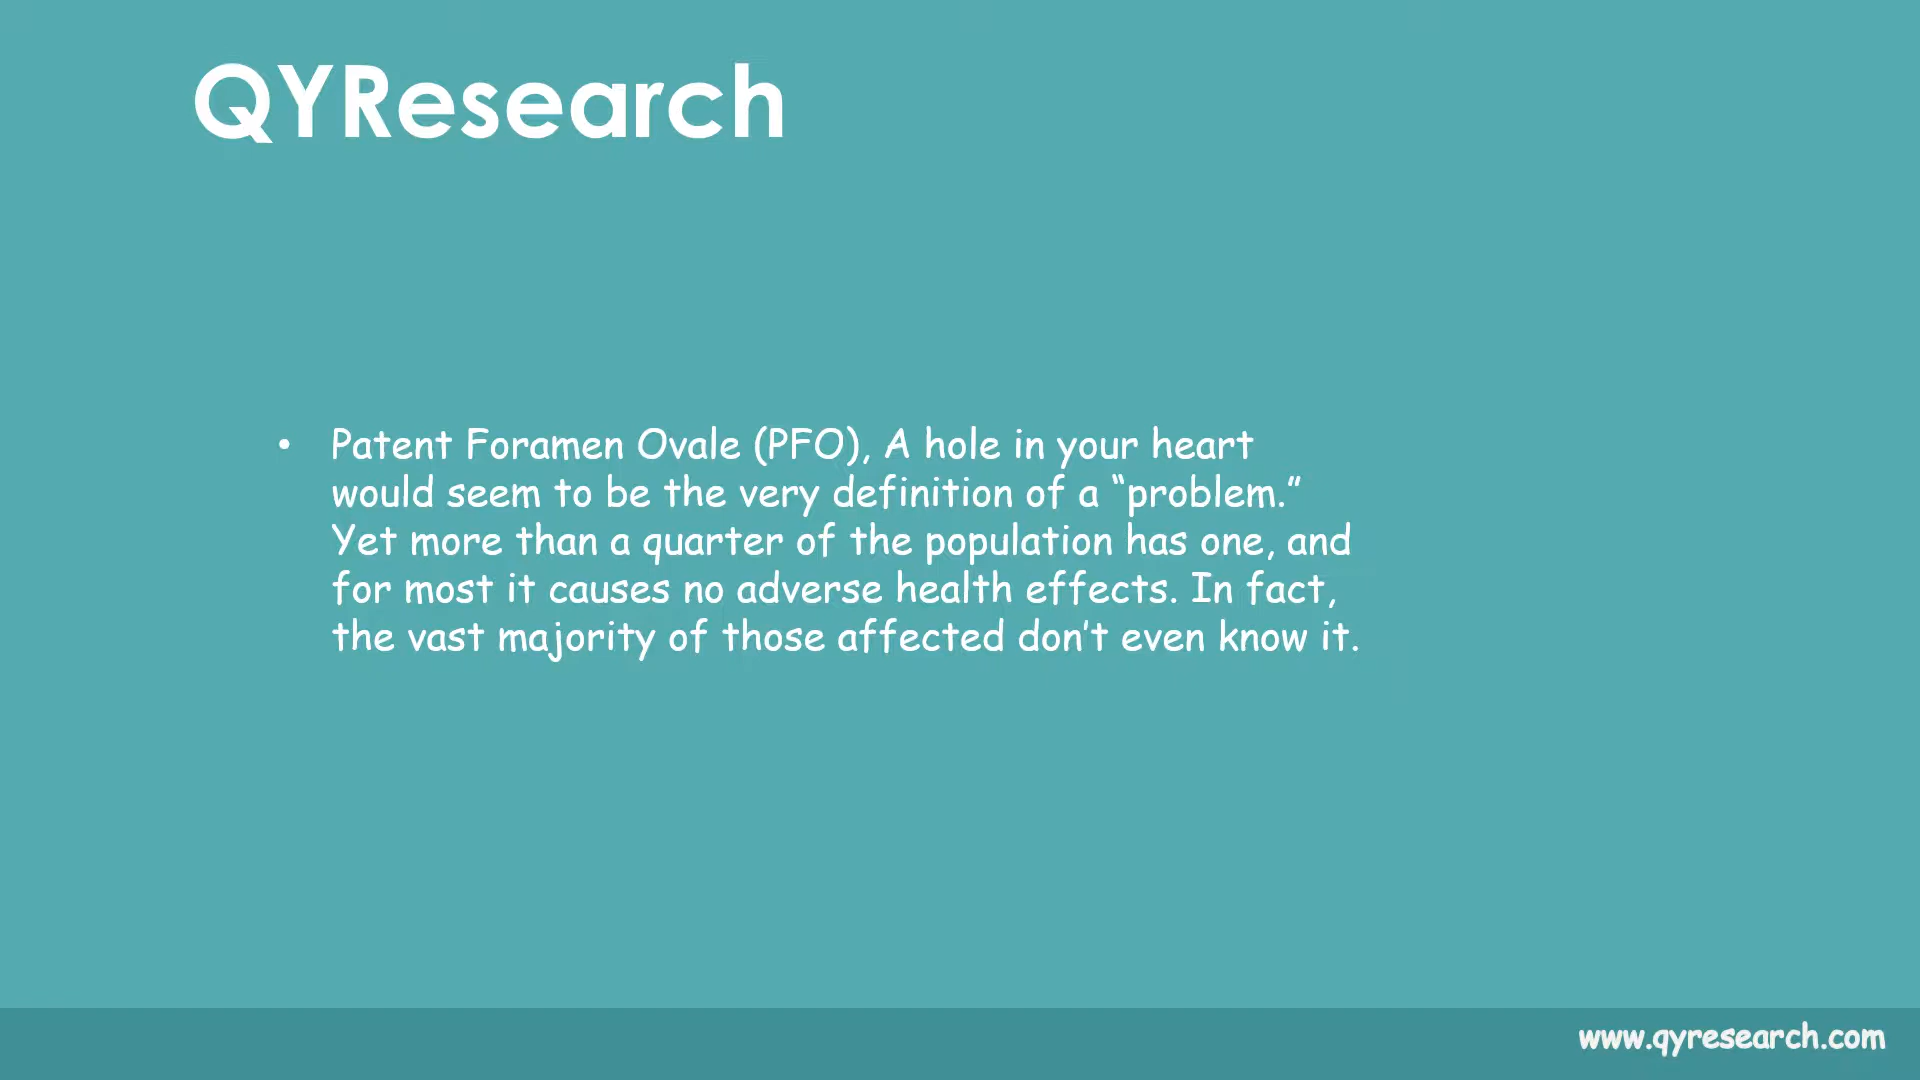 QYResearch
• Patent Foramen Ovale (PFO), A hole in your heart
would seem to be the very definition of a “problem.”
Yet more than a quarter of the population has one, and
for most it causes no adverse health effects. In fact,
the vast majority of those affected don’t even know it.
www.qyresearch.com